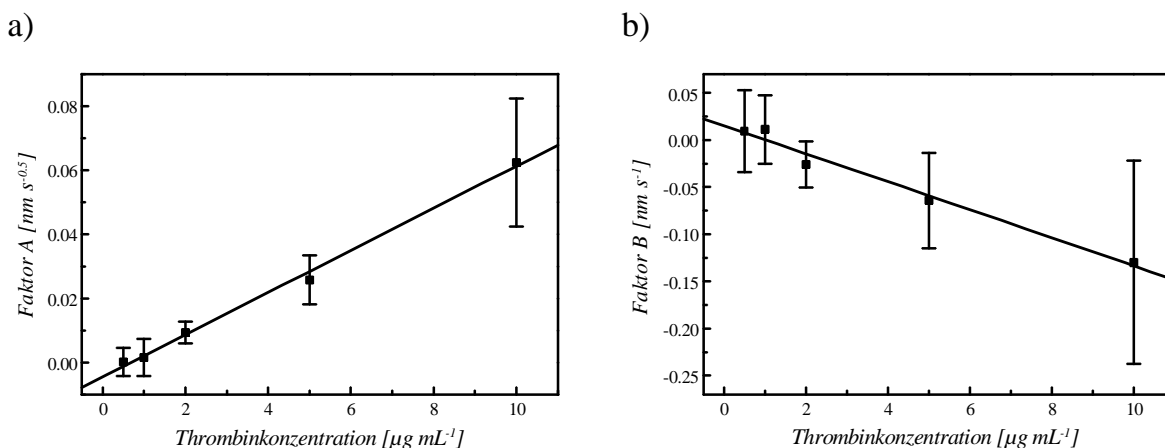 a)
Faktor A [nm s⁻⁰·⁵]
0.08
0.06
0.04
0.02
0.00
0 2 4 6 8 10
Thrombinkonzentration [µg mL⁻¹]
b)
Faktor B [nm s⁻¹]
0.05
0.00
-0.05
-0.10
-0.15
-0.20
-0.25
0 2 4 6 8 10
Thrombinkonzentration [µg mL⁻¹]